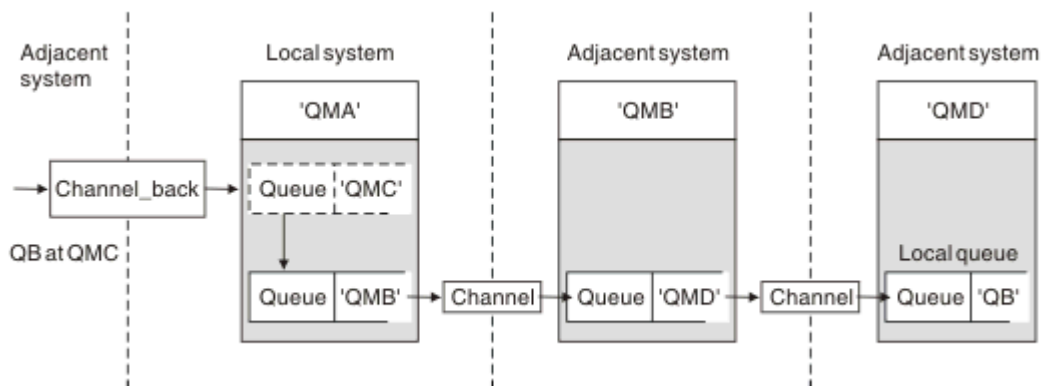 Adjacent
system
Local system
Adjacent system
Adjacent system
'QMA'
'QMB'
'QMD'
Channel_back
Queue 'QMC'
QB at QMC
Local queue
Queue 'QMB'
Channel
Queue 'QMD'
Channel
Queue 'QB'